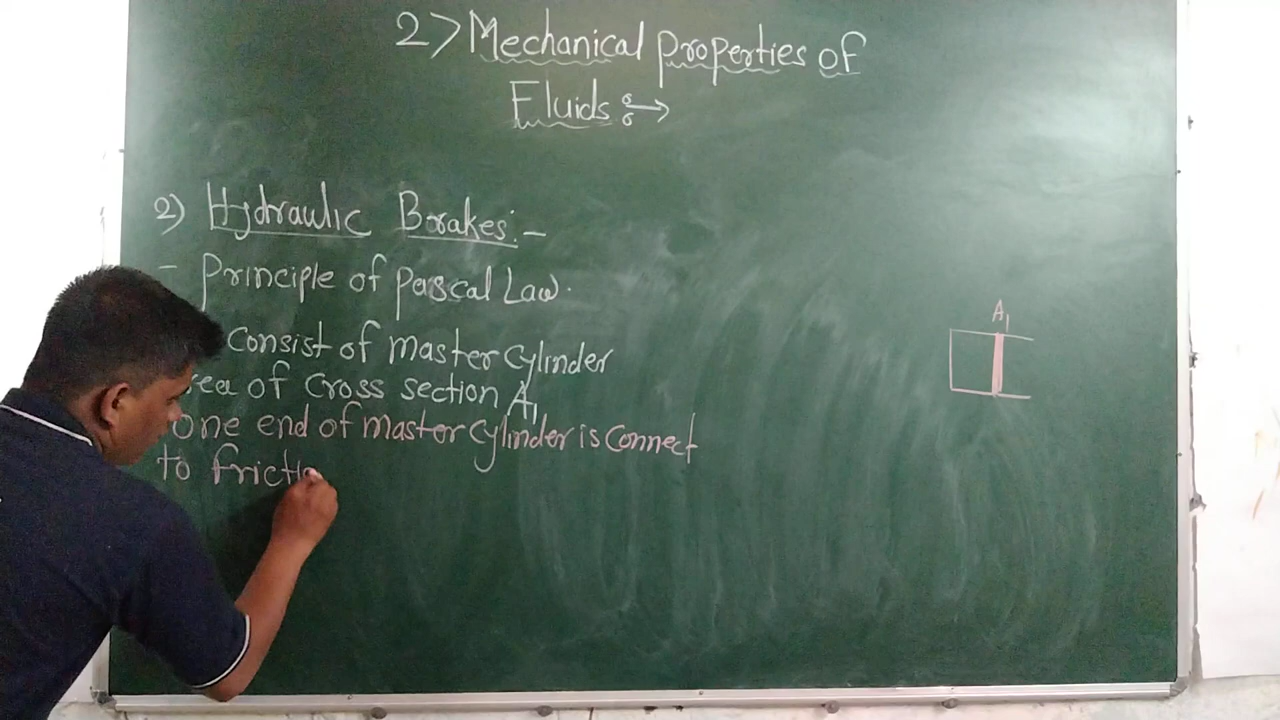 2> Mechanical properties of
Fluids :→
2) Hydraulic Brakes:-
- Principle of pascal Law.
consist of master cylinder
rea of cross section A₁
one end of master cylinder is connect
to frictio
A₁